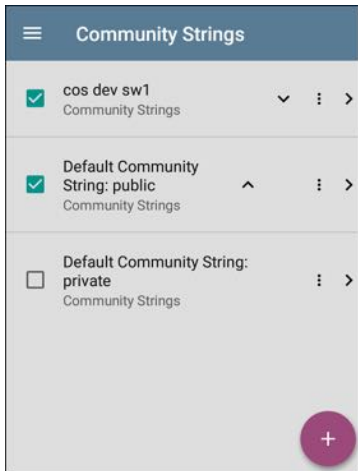 Community Strings
cos dev sw1
Community Strings
Default Community
String: public
Community Strings
Default Community String:
private
Community Strings